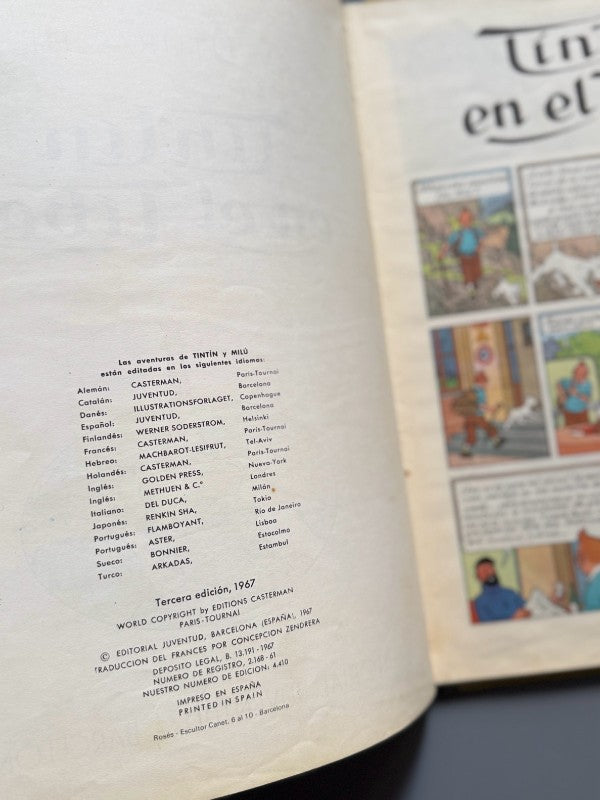 Las aventuras de TINTÍN y MILÚ
están editadas en los siguientes idiomas:
Alemán: CASTERMAN, París-Tournai
Catalán: JUVENTUD, Barcelona
Danés: ILLUSTRATIONSFORLAGET, Copenhague
Español: JUVENTUD, Barcelona
Finlandés: WERNER SODERSTROM, Helsinki
Francés: CASTERMAN, París-Tournai
Hebreo: MACHBAROT-LESIFRUT, Tel-Aviv
Holandés: CASTERMAN, París-Tournai
Inglés: GOLDEN PRESS, Nueva-York
Inglés: METHUEN & C.º Londres
Italiano: DEL DUCA, Milán
Japonés: RENKIN SHA, Tokio
Portugués: FLAMBOYANT, Río de Janeiro
Portugués: ASTER, Lisboa
Sueco: BONNIER, Estocolmo
Turco: ARKADAS, Estambul
Tercera edición, 1967
WORLD COPYRIGHT by EDITIONS CASTERMAN
PARIS-TOURNAI
© EDITORIAL JUVENTUD, BARCELONA (ESPAÑA), 1967
TRADUCCION DEL FRANCES POR CONCEPCION ZENDRERA
DEPOSITO LEGAL, B. 13.191-1967
NUMERO DE REGISTRO, 2.168-61
NUESTRO NUMERO DE EDICION: 4.410
IMPRESO EN ESPAÑA
PRINTED IN SPAIN
Rosés - Escultor Canet, 6 al 10 - Barcelona
en el